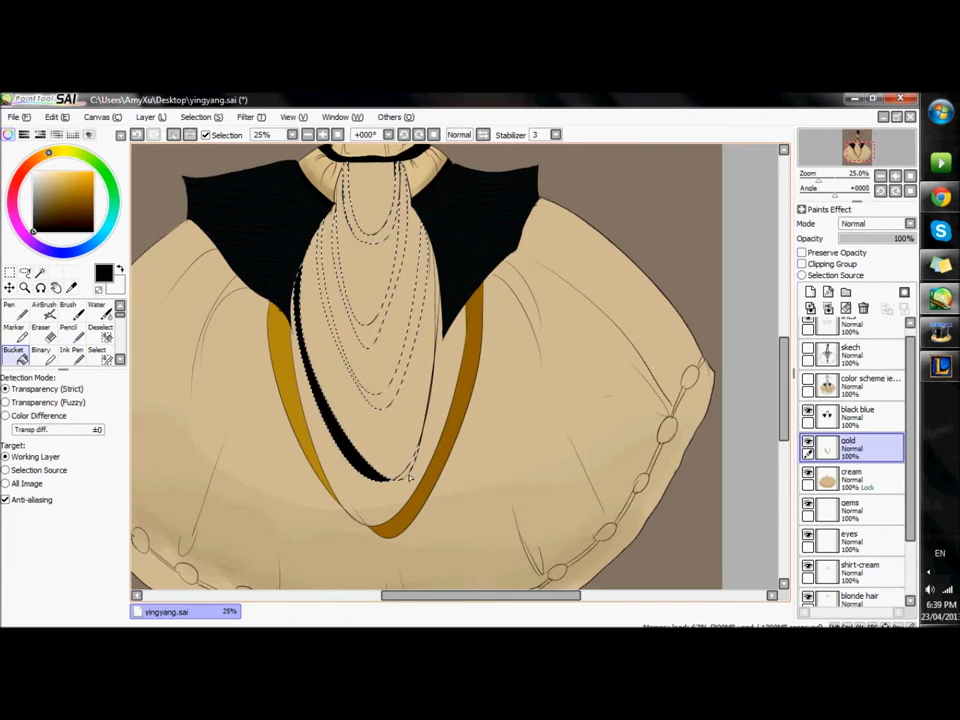 PaintTool SAI C:\Users\AmyXu\Desktop\yingyang.sai (*)
File (F) Edit (E) Canvas (C) Layer (L) Selection (S) Filter (T) View (V) Window (W) Others (O)
Selection 25% +000° Normal Stabilizer 3
Zoom 25.0%
Angle +0000
Paints Effect
Mode Normal
Opacity 100%
Preserve Opacity
Clipping Group
Selection Source
Pen AirBrush Brush Water
Marker Eraser Pencil Deselect
Bucket Binary Ink Pen Select
Detection Mode:
Transparency (Strict)
Transparency (Fuzzy)
Color Difference
Transp diff. ±0
Target:
Working Layer
Selection Source
All Image
Anti-aliasing
Normal
100%
skech
Normal
100%
color scheme ie...
Normal
100%
black blue
Normal
100%
gold
Normal
100%
cream
Normal
100% Lock
gems
Normal
100%
eyes
Normal
100%
shirt-cream
Normal
100%
blonde hair
Normal
yingyang.sai 25%
EN
6:39 PM